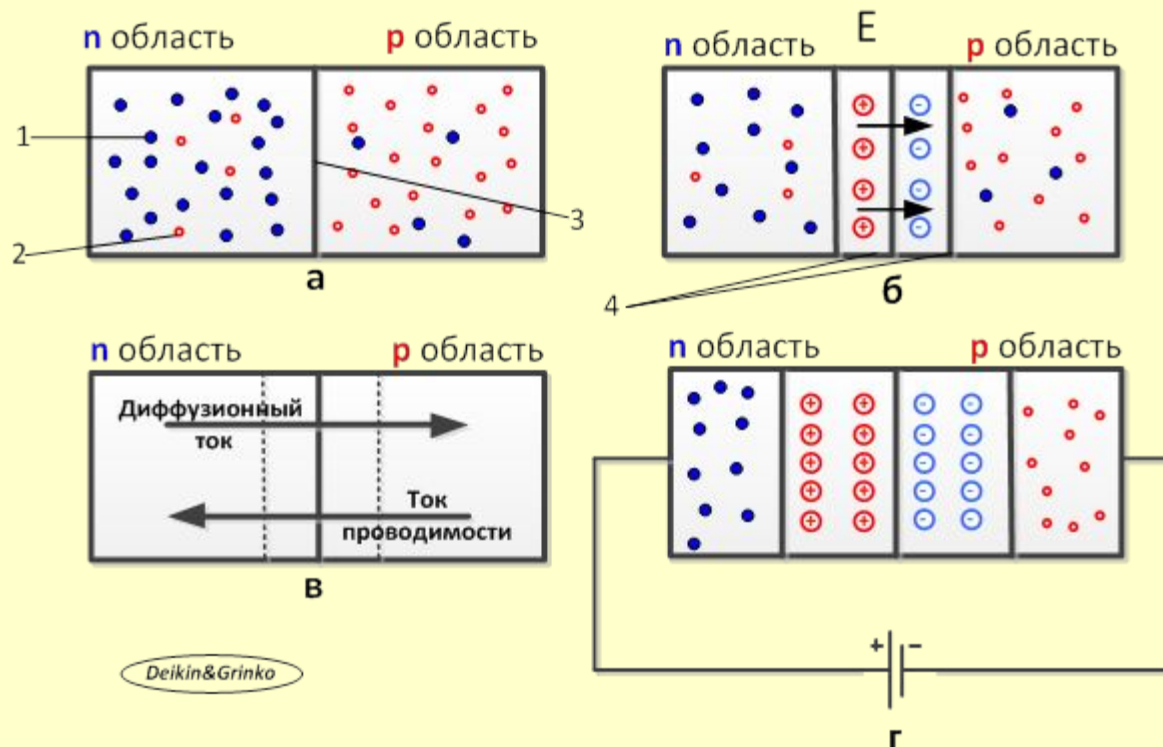 n область
p область
1
2
3
а
E
n область
p область
4
б
n область
p область
Диффузионный
ток
Ток
проводимости
в
Deikin&Grinko
n область
p область
+ −
г